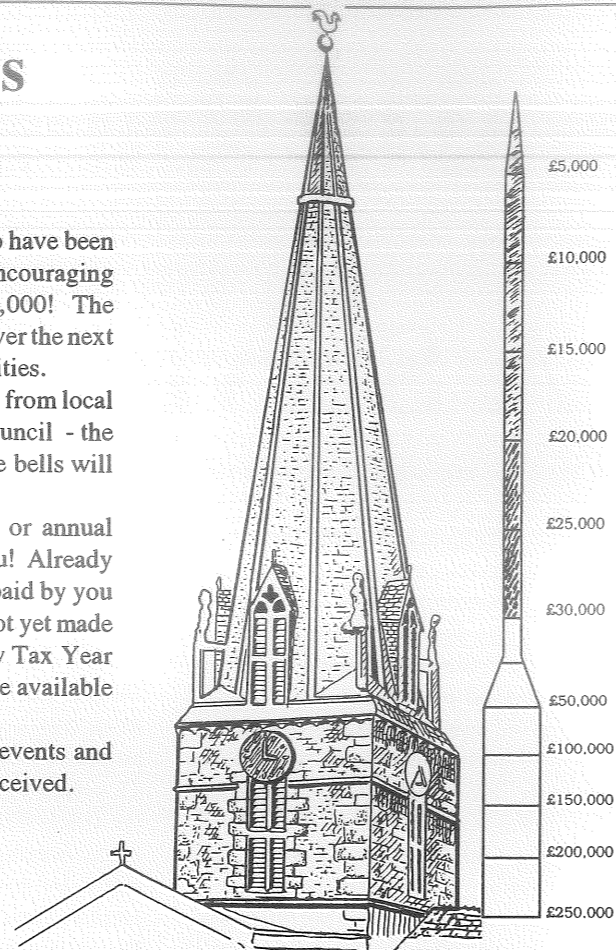 s
o have been
ncouraging
,000! The
ver the next
ities.
from local
uncil - the
e bells will
or annual
u! Already
paid by you
ot yet made
y Tax Year
e available
events and
ceived.
£5,000
£10,000
£15,000
£20,000
£25,000
£30,000
£50,000
£100,000
£150,000
£200,000
£250.000